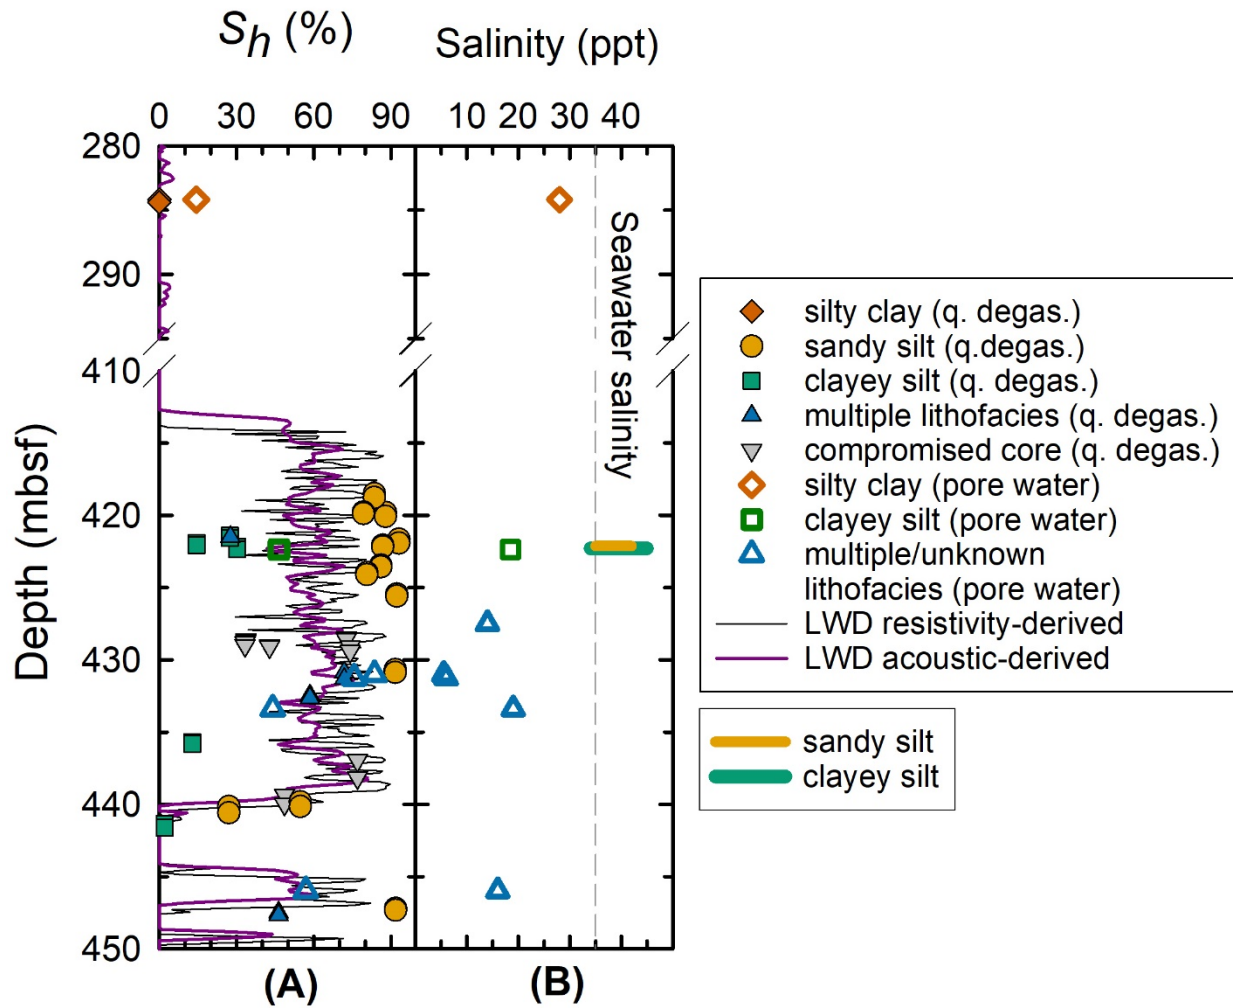 Sh (%)
Salinity (ppt)
0 30 60 90
10 20 30 40
280
290
410
420
430
440
450
Depth (mbsf)
Seawater salinity
(A)
(B)
silty clay (q. degas.)
sandy silt (q.degas.)
clayey silt (q. degas.)
multiple lithofacies (q. degas.)
compromised core (q. degas.)
silty clay (pore water)
clayey silt (pore water)
multiple/unknown
lithofacies (pore water)
LWD resistivity-derived
LWD acoustic-derived
sandy silt
clayey silt